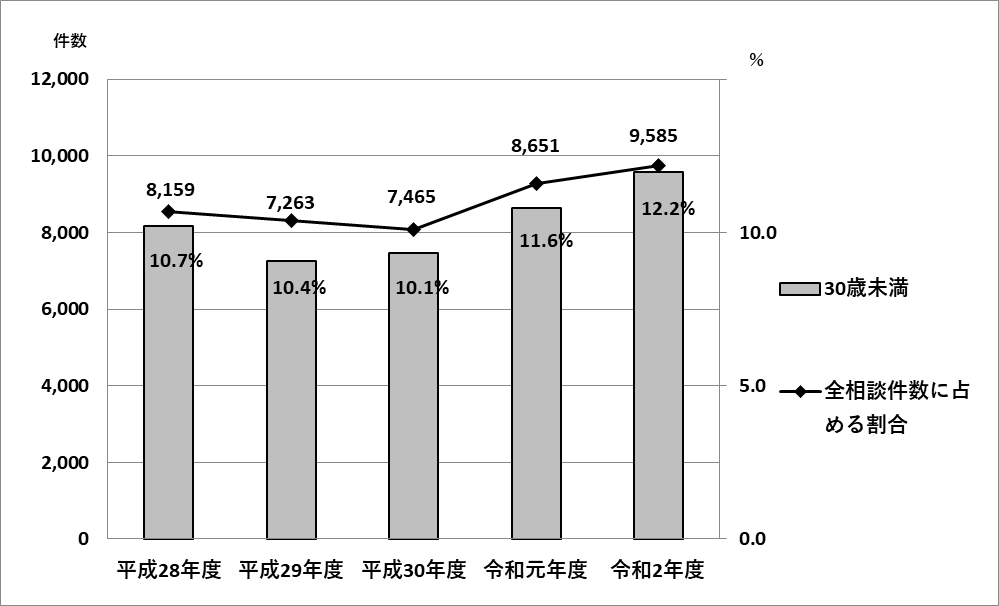 件数
%
12,000
10,000
8,000
6,000
4,000
2,000
0
10.0
5.0
0.0
8,159
7,263
7,465
8,651
9,585
10.7%
10.4%
10.1%
11.6%
12.2%
平成28年度
平成29年度
平成30年度
令和元年度
令和2年度
30歳未満
全相談件数に占
める割合